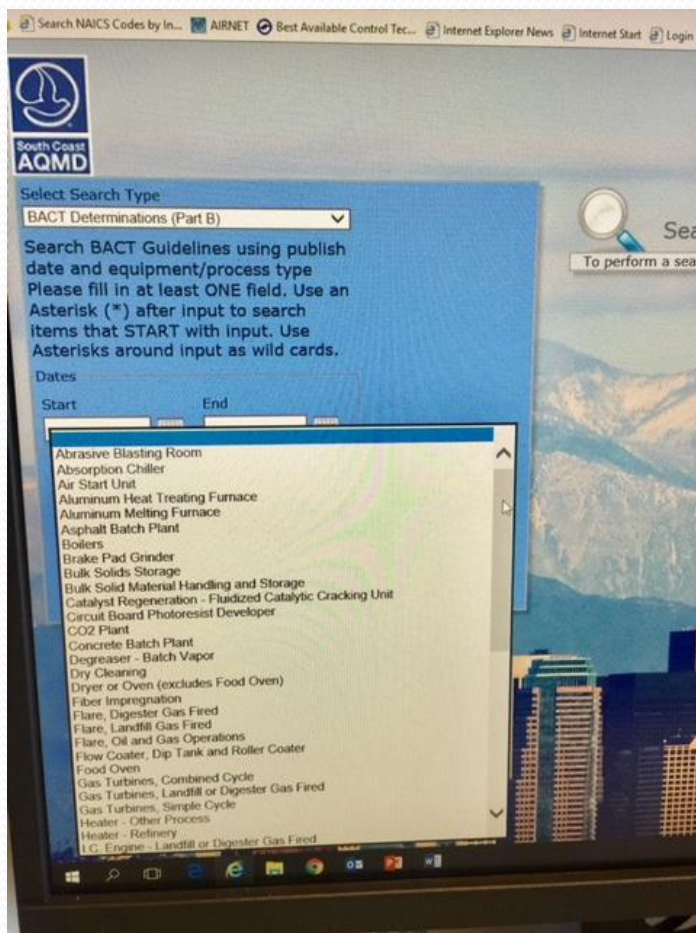 Search NAICS Codes by In... AIRNET Best Available Control Tec... Internet Explorer News Internet Start Login
South Coast
AQMD
Select Search Type
BACT Determinations (Part B)
Sea
To perform a sea
Search BACT Guidelines using publish
date and equipment/process type
Please fill in at least ONE field. Use an
Asterisk (*) after input to search
items that START with input. Use
Asterisks around input as wild cards.
Dates
Start End
Abrasive Blasting Room
Absorption Chiller
Air Start Unit
Aluminum Heat Treating Furnace
Aluminum Melting Furnace
Asphalt Batch Plant
Boilers
Brake Pad Grinder
Bulk Solids Storage
Bulk Solid Material Handling and Storage
Catalyst Regeneration - Fluidized Catalytic Cracking Unit
Circuit Board Photoresist Developer
CO2 Plant
Concrete Batch Plant
Degreaser - Batch Vapor
Dry Cleaning
Dryer or Oven (excludes Food Oven)
Fiber Impregnation
Flare, Digester Gas Fired
Flare, Landfill Gas Fired
Flare, Oil and Gas Operations
Flow Coater, Dip Tank and Roller Coater
Food Oven
Gas Turbines, Combined Cycle
Gas Turbines, Landfill or Digester Gas Fired
Gas Turbines, Simple Cycle
Heater - Other Process
Heater - Refinery
I.C. Engine - Landfill or Digester Gas Fired